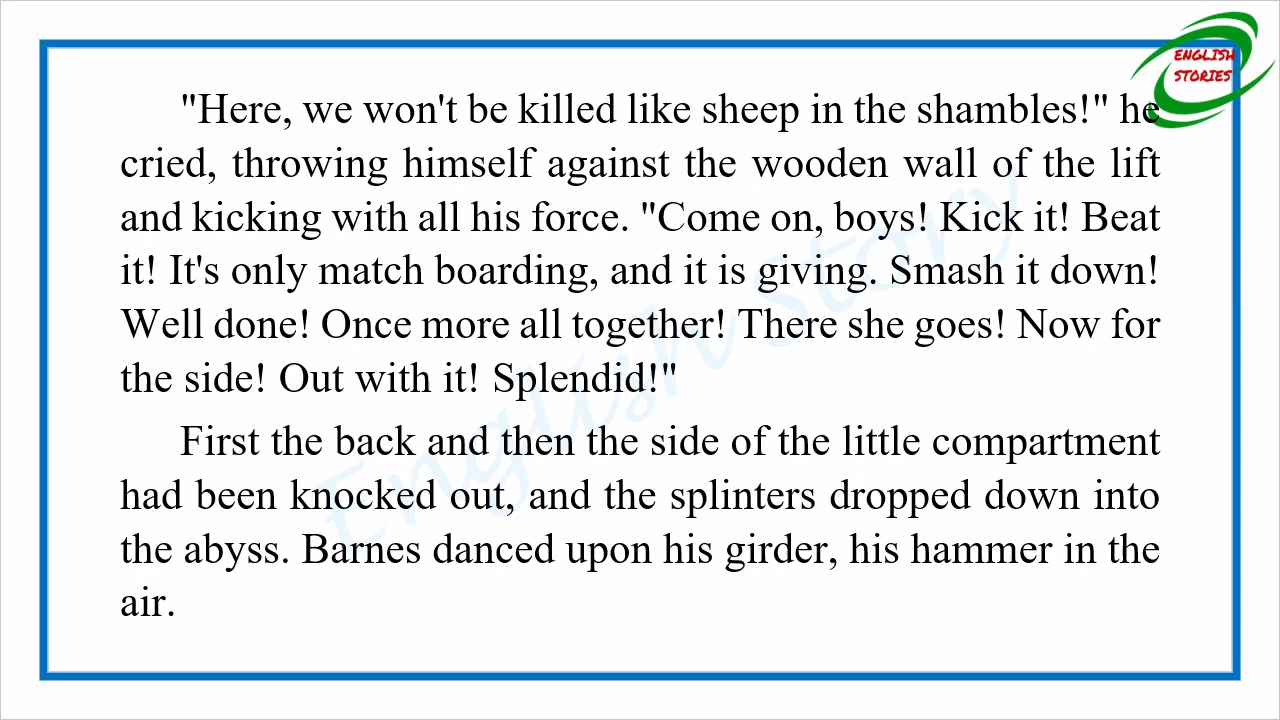 ENGLISH
STORIES
"Here, we won't be killed like sheep in the shambles!" he
cried, throwing himself against the wooden wall of the lift
and kicking with all his force. "Come on, boys! Kick it! Beat
it! It's only match boarding, and it is giving. Smash it down!
Well done! Once more all together! There she goes! Now for
the side! Out with it! Splendid!"
First the back and then the side of the little compartment
had been knocked out, and the splinters dropped down into
the abyss. Barnes danced upon his girder, his hammer in the
air.
English Story